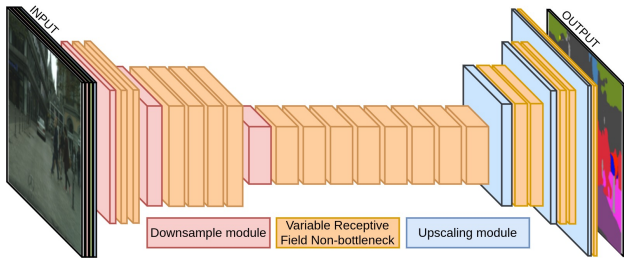 INPUT
OUTPUT
Downsample module
Variable Receptive
Field Non-bottleneck
Upscaling module